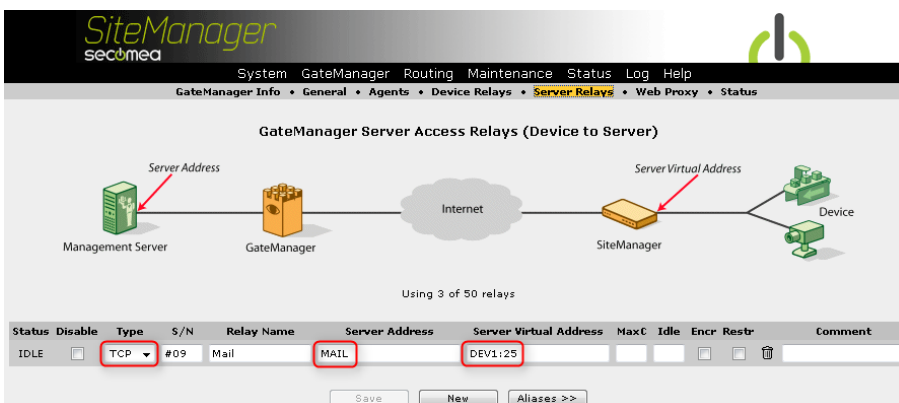 SiteManager
secomea
System GateManager Routing Maintenance Status Log Help
GateManager Info • General • Agents • Device Relays • Server Relays • Web Proxy • Status
GateManager Server Access Relays (Device to Server)
Server Address
Server Virtual Address
Internet
Device
Management Server
GateManager
SiteManager
Using 3 of 50 relays
Status Disable Type S/N Relay Name Server Address Server Virtual Address MaxC Idle Encr Restr Comment
IDLE TCP #09 Mail MAIL DEV1:25
Save New Aliases >>